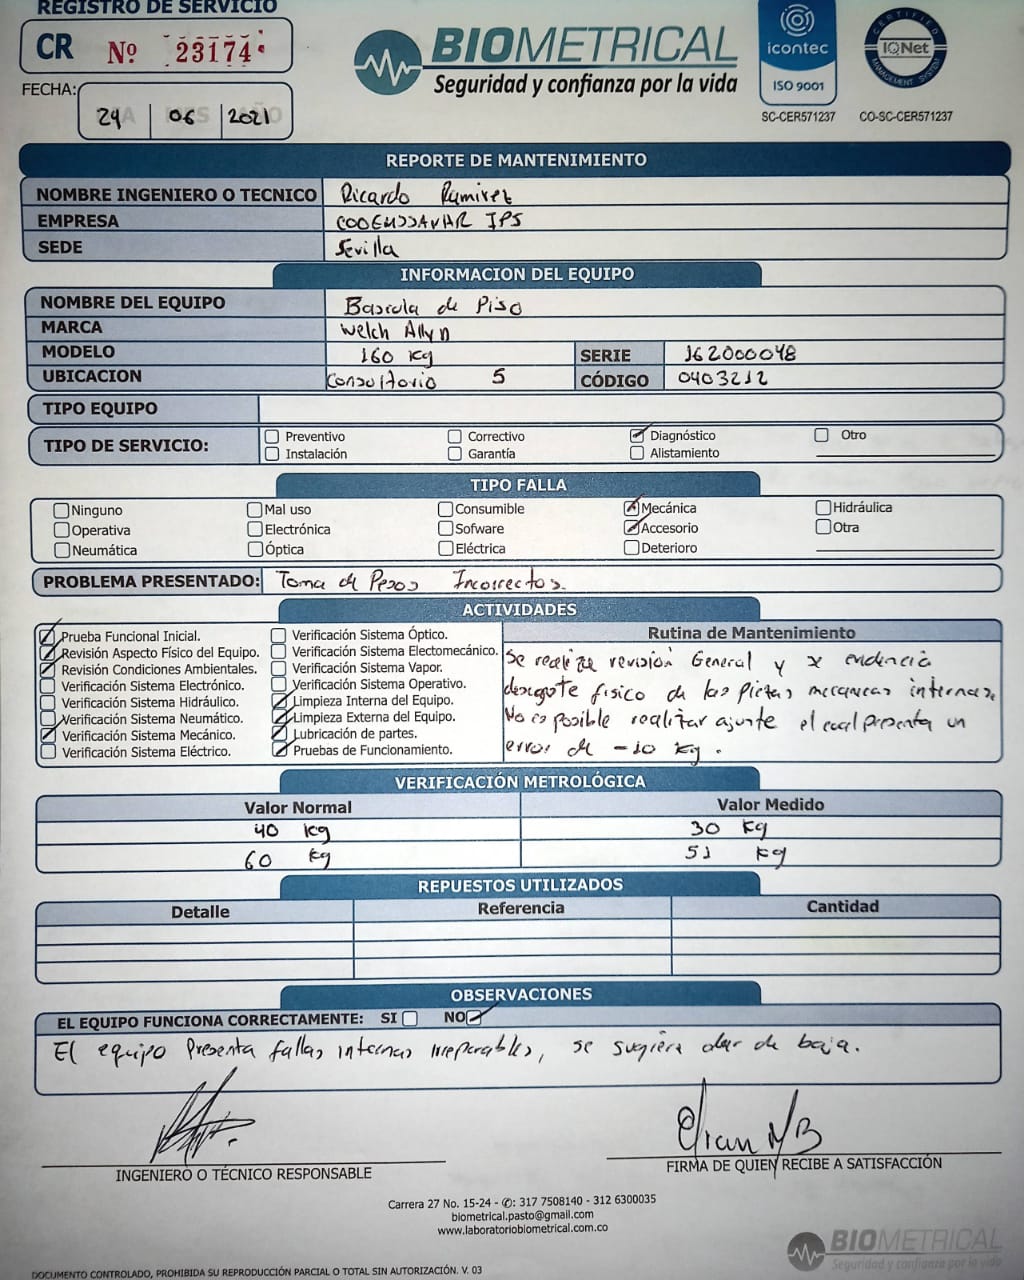 REGISTRO DE SERVICIO
CR Nº 23174
FECHA:
29 06 2021
BIOMETRICAL
Seguridad y confianza por la vida
icontec
ISO 9001
SC-CER571237
CERTIFIED
IQNet
MANAGEMENT SYSTEM
CO-SC-CER571237
REPORTE DE MANTENIMIENTO
NOMBRE INGENIERO O TECNICO Ricardo Ramirez
EMPRESA COOEMSSANAR IPS
SEDE Sevilla
INFORMACION DEL EQUIPO
NOMBRE DEL EQUIPO Bascula de Piso
MARCA Welch Allyn
MODELO 160 Kg SERIE 162000048
UBICACION Consultorio 5 CÓDIGO 0403212
TIPO EQUIPO
TIPO DE SERVICIO:
Preventivo Correctivo Diagnóstico Otro
Instalación Garantía Alistamiento
TIPO FALLA
Ninguno Mal uso Consumible Mecánica Hidráulica
Operativa Electrónica Sofware Accesorio Otra
Neumática Óptica Eléctrica Deterioro
PROBLEMA PRESENTADO: Toma de Pesos Incorrectos.
ACTIVIDADES
Prueba Funcional Inicial.
Revisión Aspecto Físico del Equipo.
Revisión Condiciones Ambientales.
Verificación Sistema Electrónico.
Verificación Sistema Hidráulico.
Verificación Sistema Neumático.
Verificación Sistema Mecánico.
Verificación Sistema Eléctrico.
Verificación Sistema Óptico.
Verificación Sistema Electomecánico.
Verificación Sistema Vapor.
Verificación Sistema Operativo.
Limpieza Interna del Equipo.
Limpieza Externa del Equipo.
Lubricación de partes.
Pruebas de Funcionamiento.
Rutina de Mantenimiento
Se realiza revisión General y se evidencia
desgaste fisico de las piezas mecanicas internas.
No es posible realizar ajuste el cual presenta un
error de -10 Kg.
VERIFICACIÓN METROLÓGICA
Valor Normal Valor Medido
40 kg 30 Kg
60 kg 51 Kg
REPUESTOS UTILIZADOS
Detalle Referencia Cantidad
OBSERVACIONES
EL EQUIPO FUNCIONA CORRECTAMENTE: SI NO
El equipo Presenta fallas internas irreparables, se sugiera dar de baja.
INGENIERO O TÉCNICO RESPONSABLE
FIRMA DE QUIEN RECIBE A SATISFACCIÓN
Carrera 27 No. 15-24 - ✆: 317 7508140 - 312 6300035
biometrical.pasto@gmail.com
www.laboratoriobiometrical.com.co
BIOMETRICAL
Seguridad y confianza por la vida
DOCUMENTO CONTROLADO, PROHIBIDA SU REPRODUCCIÓN PARCIAL O TOTAL SIN AUTORIZACIÓN. V. 03